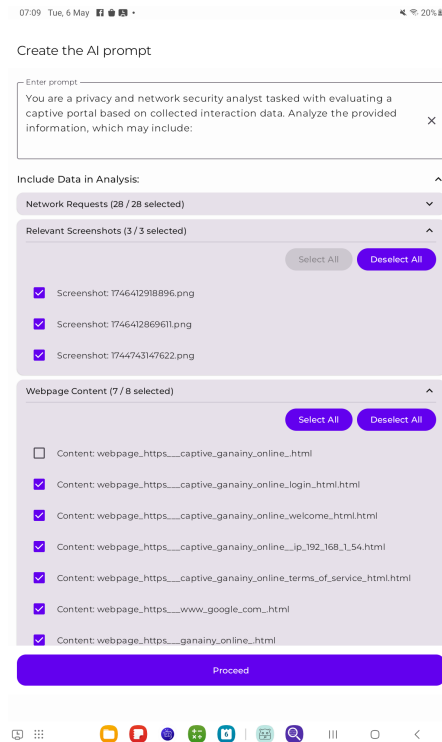 07:09 Tue, 6 May
20%
Create the AI prompt
Enter prompt
You are a privacy and network security analyst tasked with evaluating a
captive portal based on collected interaction data. Analyze the provided
information, which may include:
Include Data in Analysis:
Network Requests (28 / 28 selected)
Relevant Screenshots (3 / 3 selected)
Select All
Deselect All
Screenshot: 1746412918896.png
Screenshot: 1746412869611.png
Screenshot: 1744743147622.png
Webpage Content (7 / 8 selected)
Select All
Deselect All
Content: webpage_https___captive_ganainy_online_.html
Content: webpage_https___captive_ganainy_online_login_html.html
Content: webpage_https___captive_ganainy_online_welcome_html.html
Content: webpage_https___captive_ganainy_online__ip_192_168_1_54.html
Content: webpage_https___captive_ganainy_online_terms_of_service_html.html
Content: webpage_https___www_google_com_.html
Content: webpage_https___ganainy_online_.html
Proceed
6